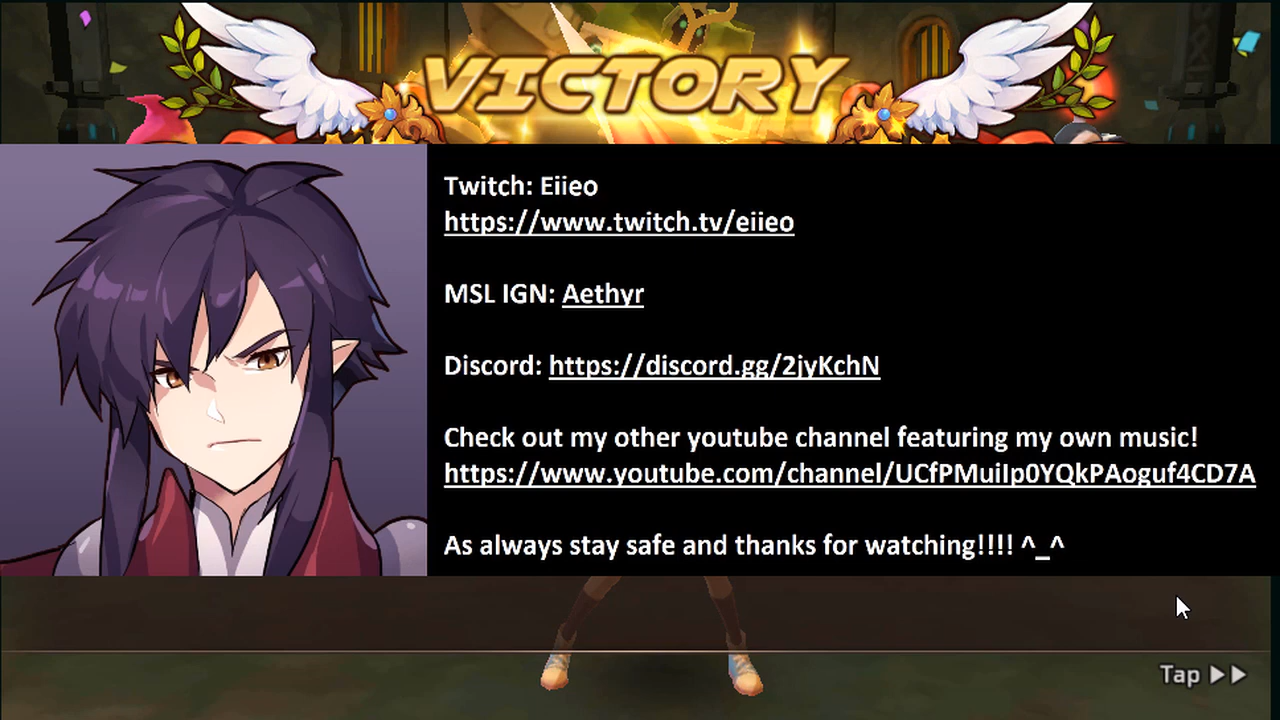 VICTORY
Twitch: Eiieo
https://www.twitch.tv/eiieo
MSL IGN: Aethyr
Discord: https://discord.gg/2jyKchN
Check out my other youtube channel featuring my own music!
https://www.youtube.com/channel/UCfPMuiIp0YQkPAoguf4CD7A
As always stay safe and thanks for watching!!!! ^_^
Tap